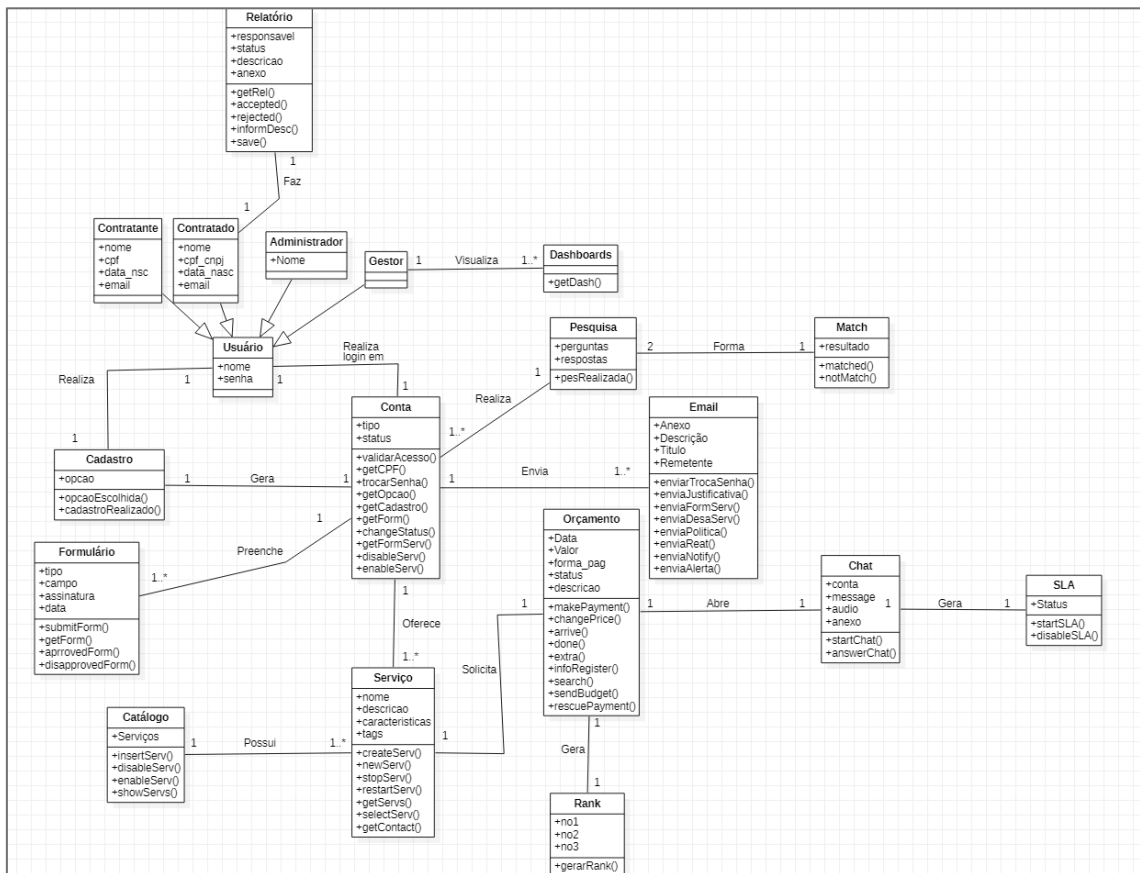 Relatório
+responsavel
+status
+descricao
+anexo
+getRel()
+accepted()
+rejected()
+informDesc()
+save()
1
Faz
1
Contratante
+nome
+cpf
+data_nsc
+email
Contratado
+nome
+cpf_cnpj
+data_nasc
+email
Administrador
+Nome
Gestor
1
Visualiza
1..*
Dashboards
+getDash()
Usuário
+nome
+senha
Realiza
login em
1
1
Realiza
1
1
Pesquisa
+perguntas
+respostas
+pesRealizada()
2
Forma
1
Match
+resultado
+matched()
+notMatch()
1
Realiza
1..*
Conta
+tipo
+status
+validarAcesso()
+getCPF()
+trocarSenha()
+getOpcao()
+getCadastro()
+getForm()
+changeStatus()
+getFormServ()
+disableServ()
+enableServ()
Email
+Anexo
+Descrição
+Titulo
+Remetente
+enviarTrocaSenha()
+enviaJustificativa()
+enviaFormServ()
+enviaDesaServ()
+enviaPolitica()
+enviaReat()
+enviaNotify()
+enviaAlerta()
1
Envia
1..*
Cadastro
+opcao
+opcaoEscolhida()
+cadastroRealizado()
1
Gera
1
Formulário
+tipo
+campo
+assinatura
+data
+submitForm()
+getForm()
+aprrovedForm()
+disapprovedForm()
1
Preenche
1..*
Orçamento
+Data
+Valor
+forma_pag
+status
+descricao
+makePayment()
+changePrice()
+arrive()
+done()
+extra()
+infoRegister()
+search()
+sendBudget()
+rescuePayment()
1
Abre
1
Chat
+conta
+message
+audio
+anexo
+startChat()
+answerChat()
1
Gera
1
SLA
+Status
+startSLA()
+disableSLA()
1
Oferece
1..*
1
Solicita
1
Serviço
+nome
+descricao
+caracteristicas
+tags
+createServ()
+newServ()
+stopServ()
+restartServ()
+getServs()
+selectServ()
+getContact()
Catálogo
+Serviços
+insertServ()
+disableServ()
+enableServ()
+showServs()
1
Possui
1..*
1
Gera
1
Rank
+no1
+no2
+no3
+gerarRank()